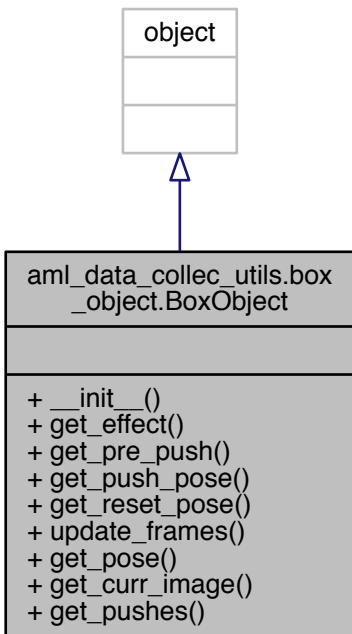 object
aml_data_collec_utils.box
_object.BoxObject
+ __init__()
+ get_effect()
+ get_pre_push()
+ get_push_pose()
+ get_reset_pose()
+ update_frames()
+ get_pose()
+ get_curr_image()
+ get_pushes()